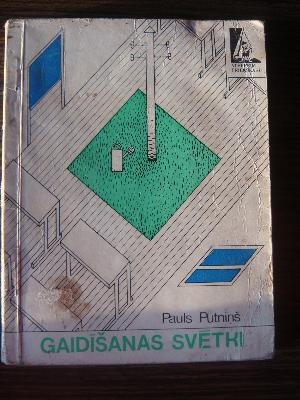 Pauls Putniņš
GAIDĪŠANAS SVĒTKI